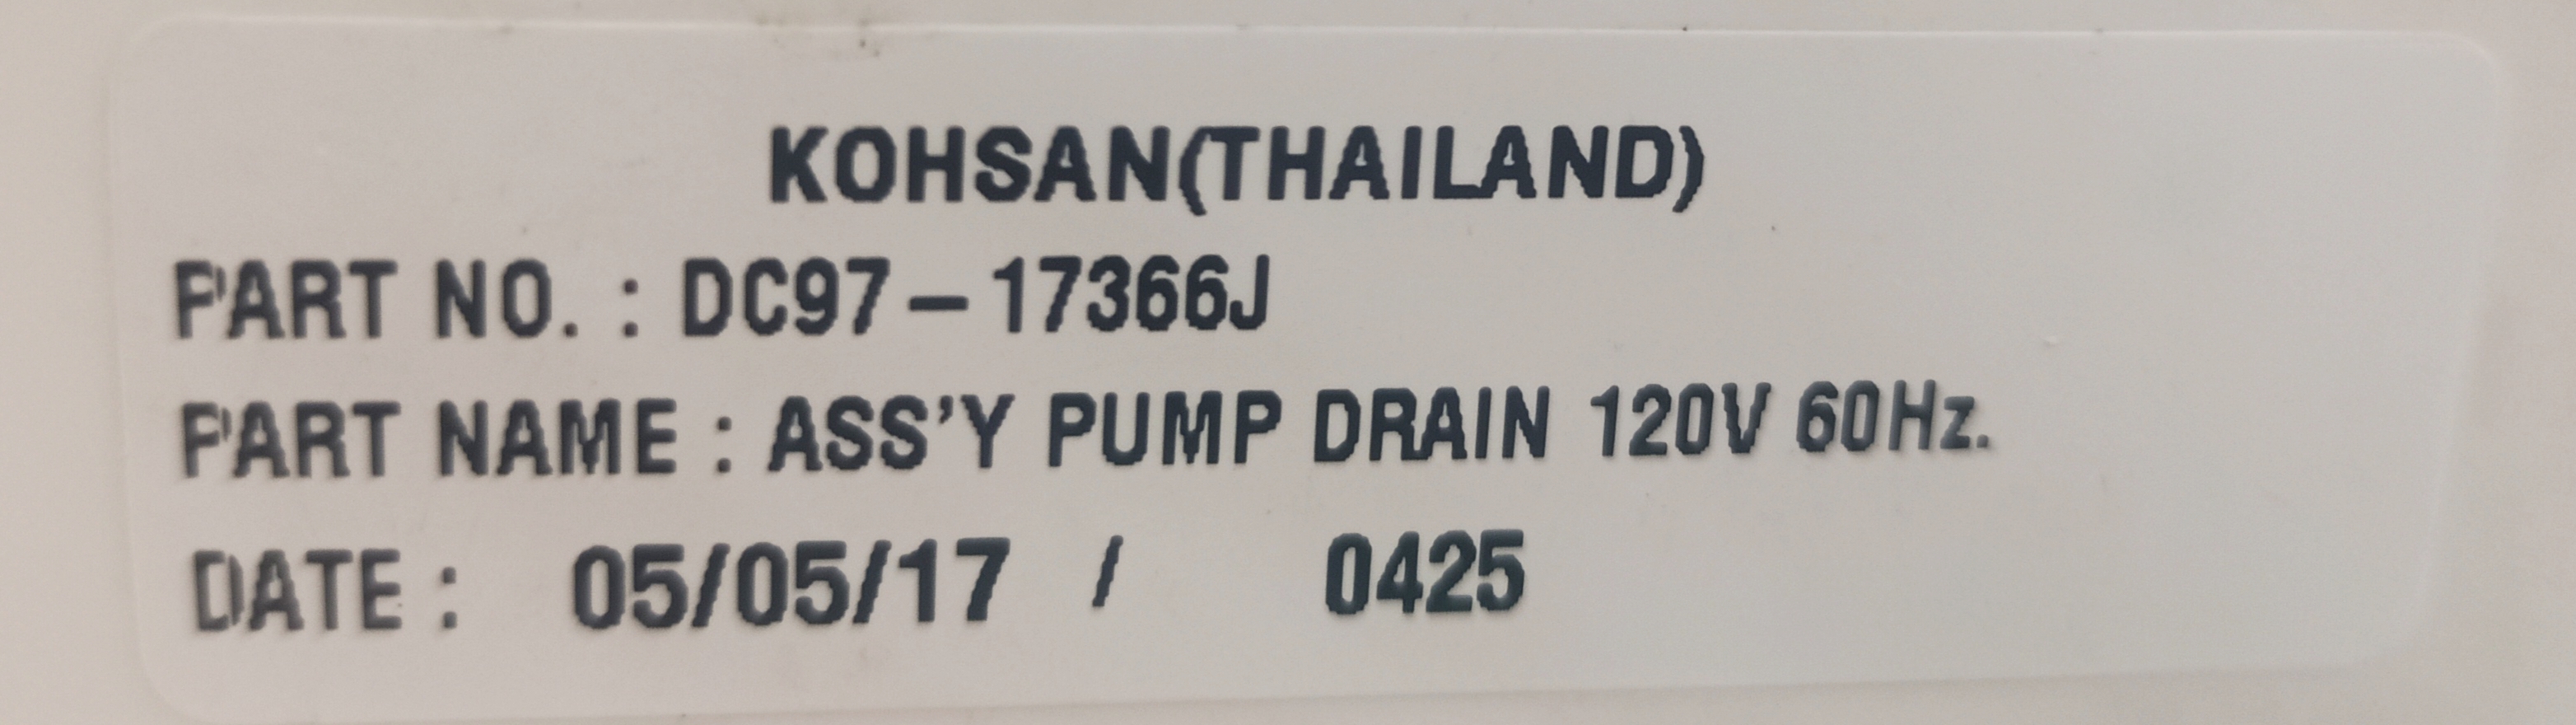 KOHSAN(THAILAND)
PART NO. : DC97-17366J
PART NAME : ASS'Y PUMP DRAIN 120V 60Hz.
DATE : 05/05/17 / 0425